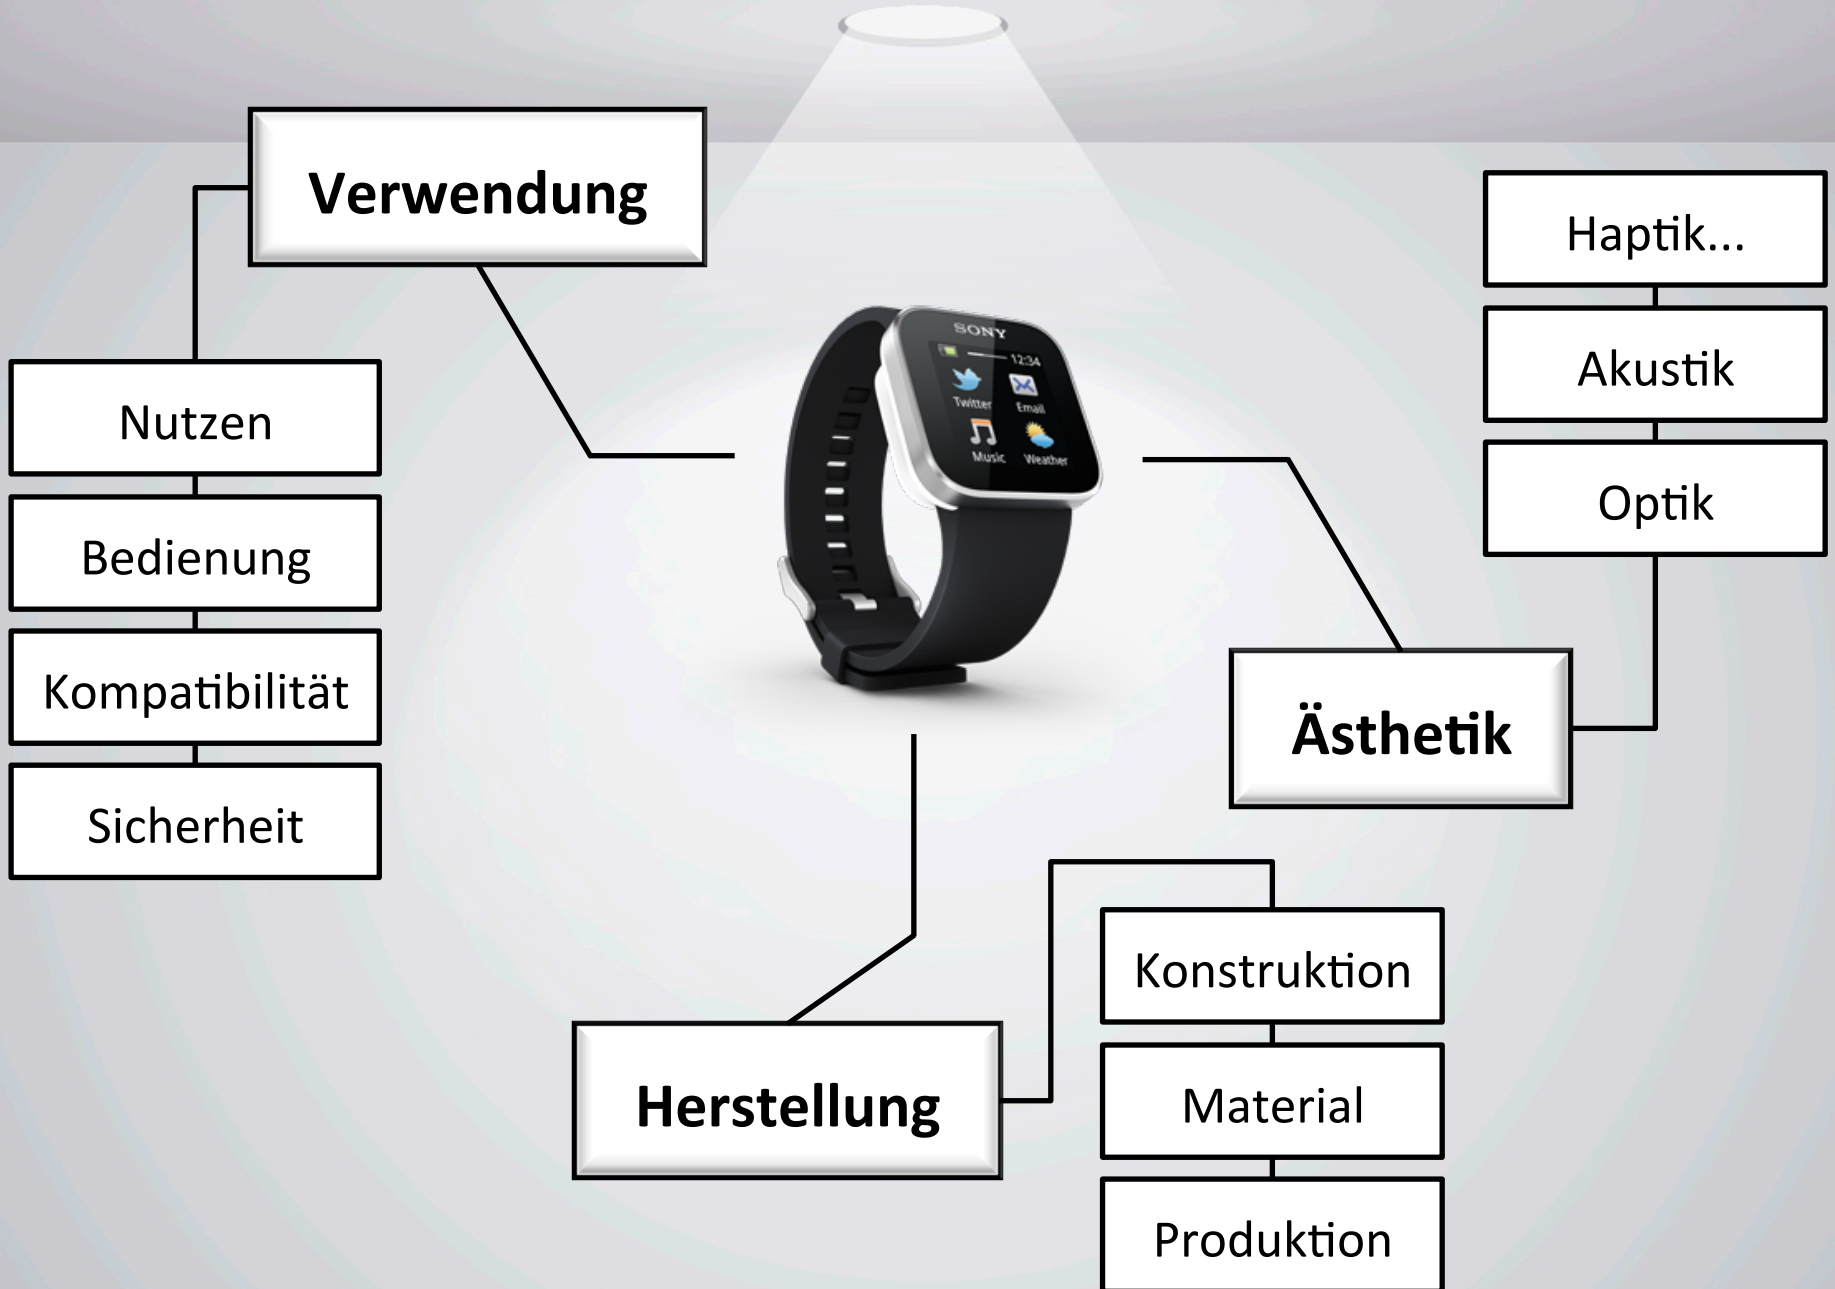 Verwendung
Nutzen
Bedienung
Kompatibilität
Sicherheit
SONY
12:34
Twitter
Email
Music
Weather
Haptik...
Akustik
Optik
Ästhetik
Herstellung
Konstruktion
Material
Produktion